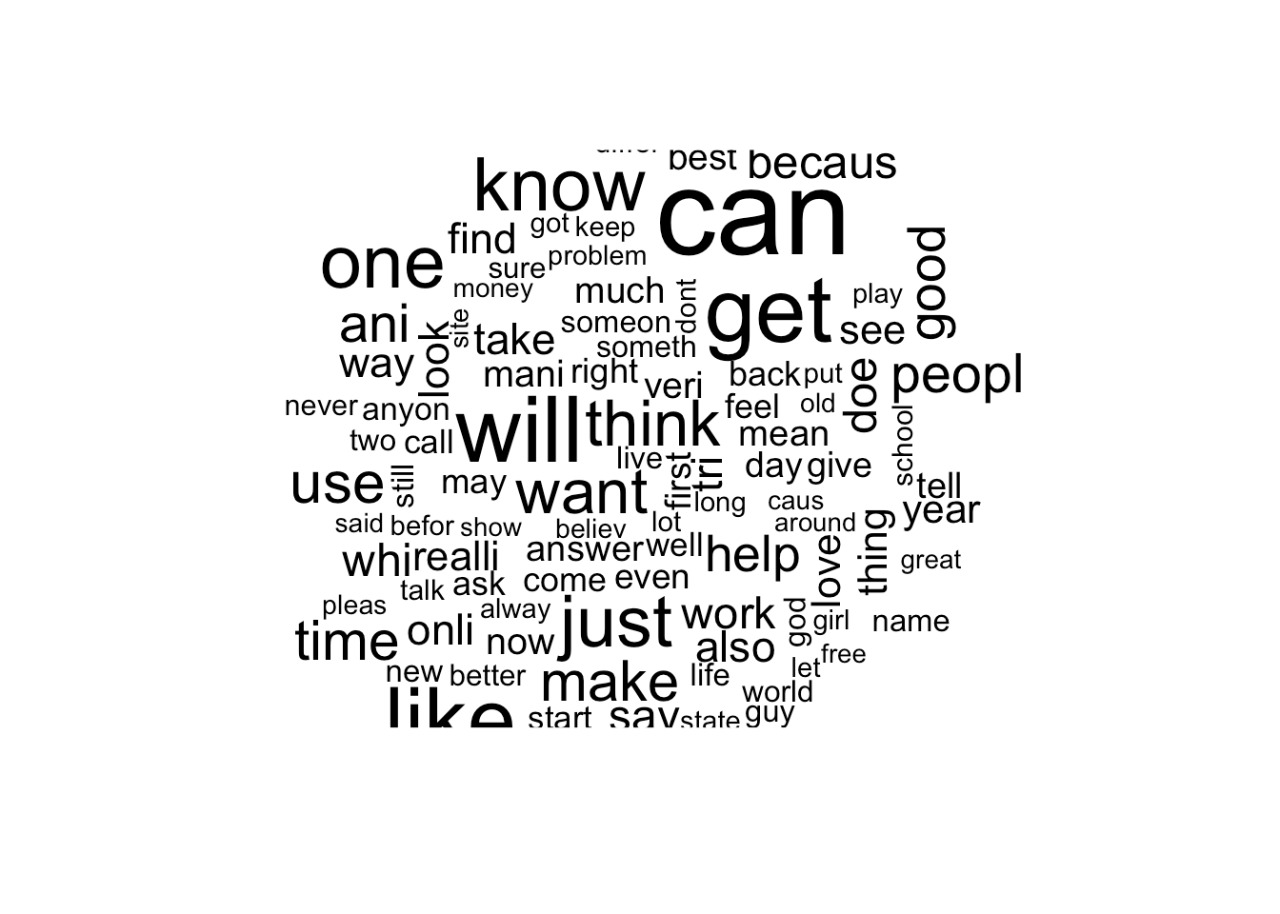 best becaus
know can
got keep
find
good
one
problem
sure
money much dont
get play
ani
site
someon
see
look
take
someth
way
mani right
veri
back put
doe
peopl
never anyon
will think
feel old
school
two call
mean
live
first
tri
day give
use
still
may
want
long
caus
tell
year
said befor show
believ
lot
around
whi realli
answer well help
love
thing
great
talk ask
come even
pleas
alway
just work
god
girl name
time onli now
also
free
new better
make life
let
world
like start say state guy